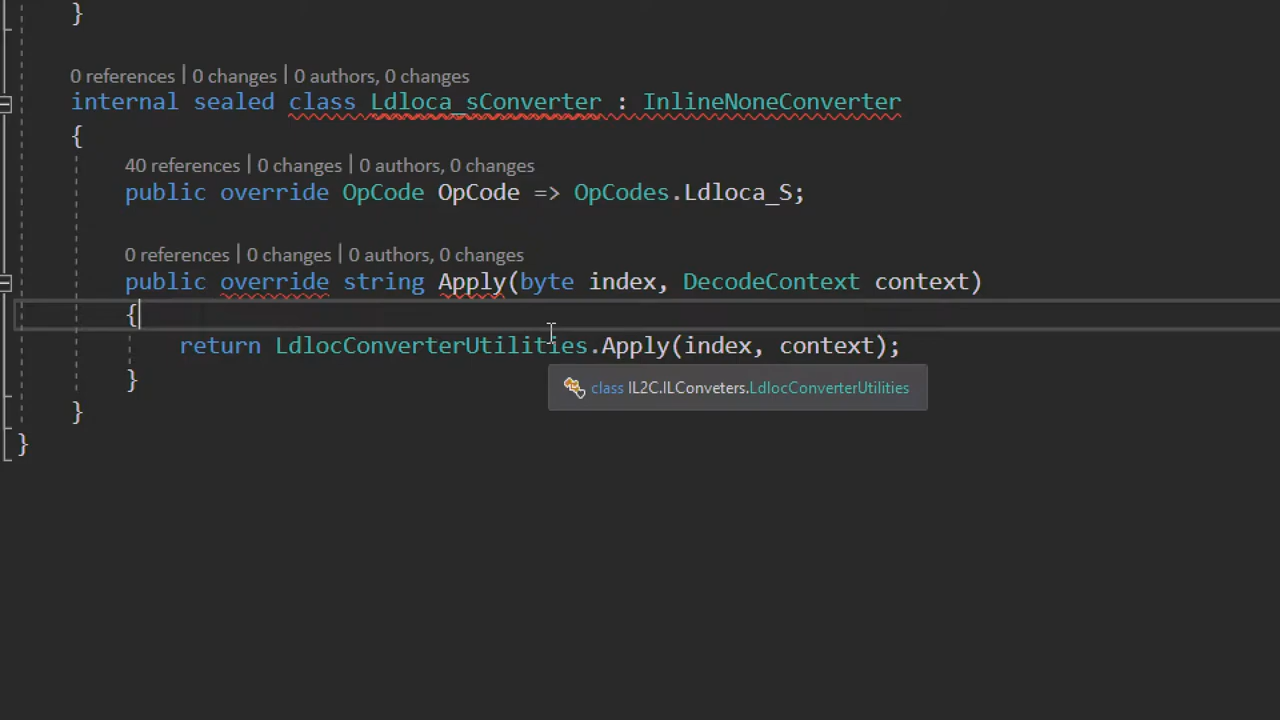 }
0 references | 0 changes | 0 authors, 0 changes
internal sealed class Ldloca_sConverter : InlineNoneConverter
{
40 references | 0 changes | 0 authors, 0 changes
public override OpCode OpCode => OpCodes.Ldloca_S;
0 references | 0 changes | 0 authors, 0 changes
public override string Apply(byte index, DecodeContext context)
{
return LdlocConverterUtilities.Apply(index, context);
class IL2C.ILConveters.LdlocConverterUtilities
}
}
}